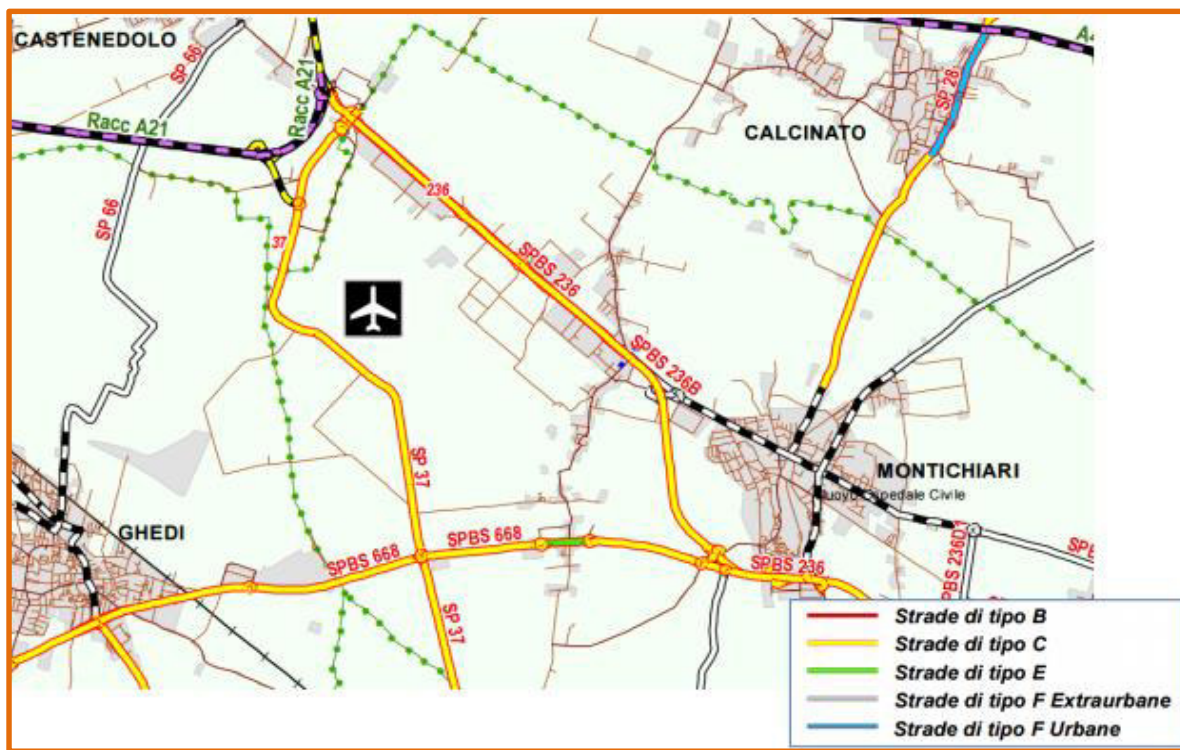 CASTENEDOLO
SP 66
Racc A21
Racc A21
SP 28
CALCINATO
236
SP 66
37
SPBS 236
SPBS 236B
SP 37
MONTICHIARI
Nuovo Ospedale Civile
GHEDI
SPBS 668
SPBS 668
SPBS 236
SP 37
Strade di tipo B
Strade di tipo C
Strade di tipo E
Strade di tipo F Extraurbane
Strade di tipo F Urbane